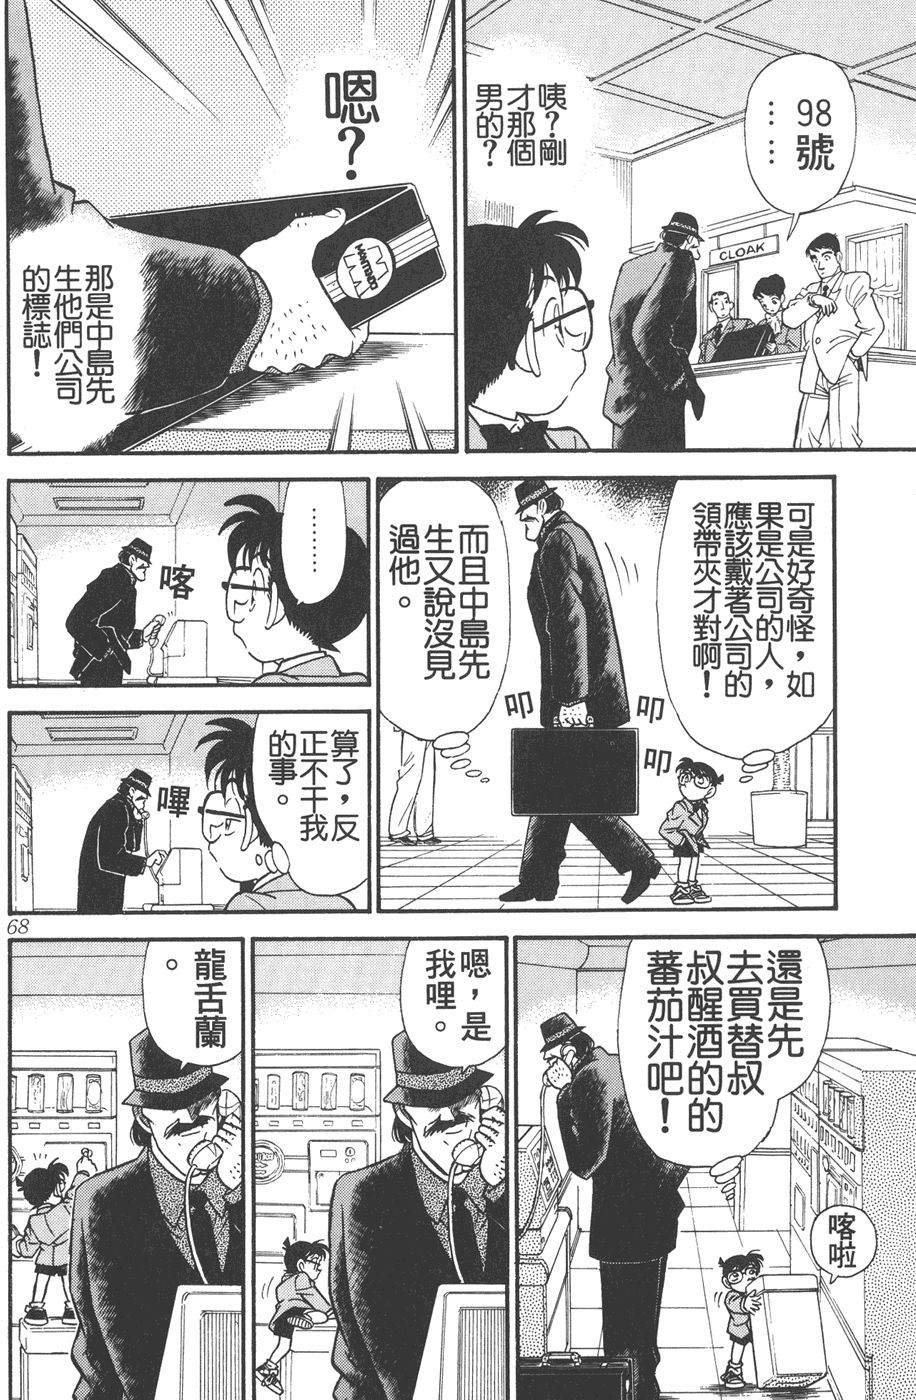 98號
……
CLOAK
咦？剛
才那個
男的？
嗯？
MANTENDO
那是中島先
生他們公司
的標誌！
可是好奇怪，如
果是公司的人，
應該戴著公司的
領帶夾才對啊！
而且中島先
生又說沒見
過他。
叩
叩
叩
………
喀
算了，反
正不干我
的事。
嗶
68
還是先
去買替叔
叔醒酒的
蕃茄汁吧！
喀啦
嗯，是
我哩。
龍舌蘭
。